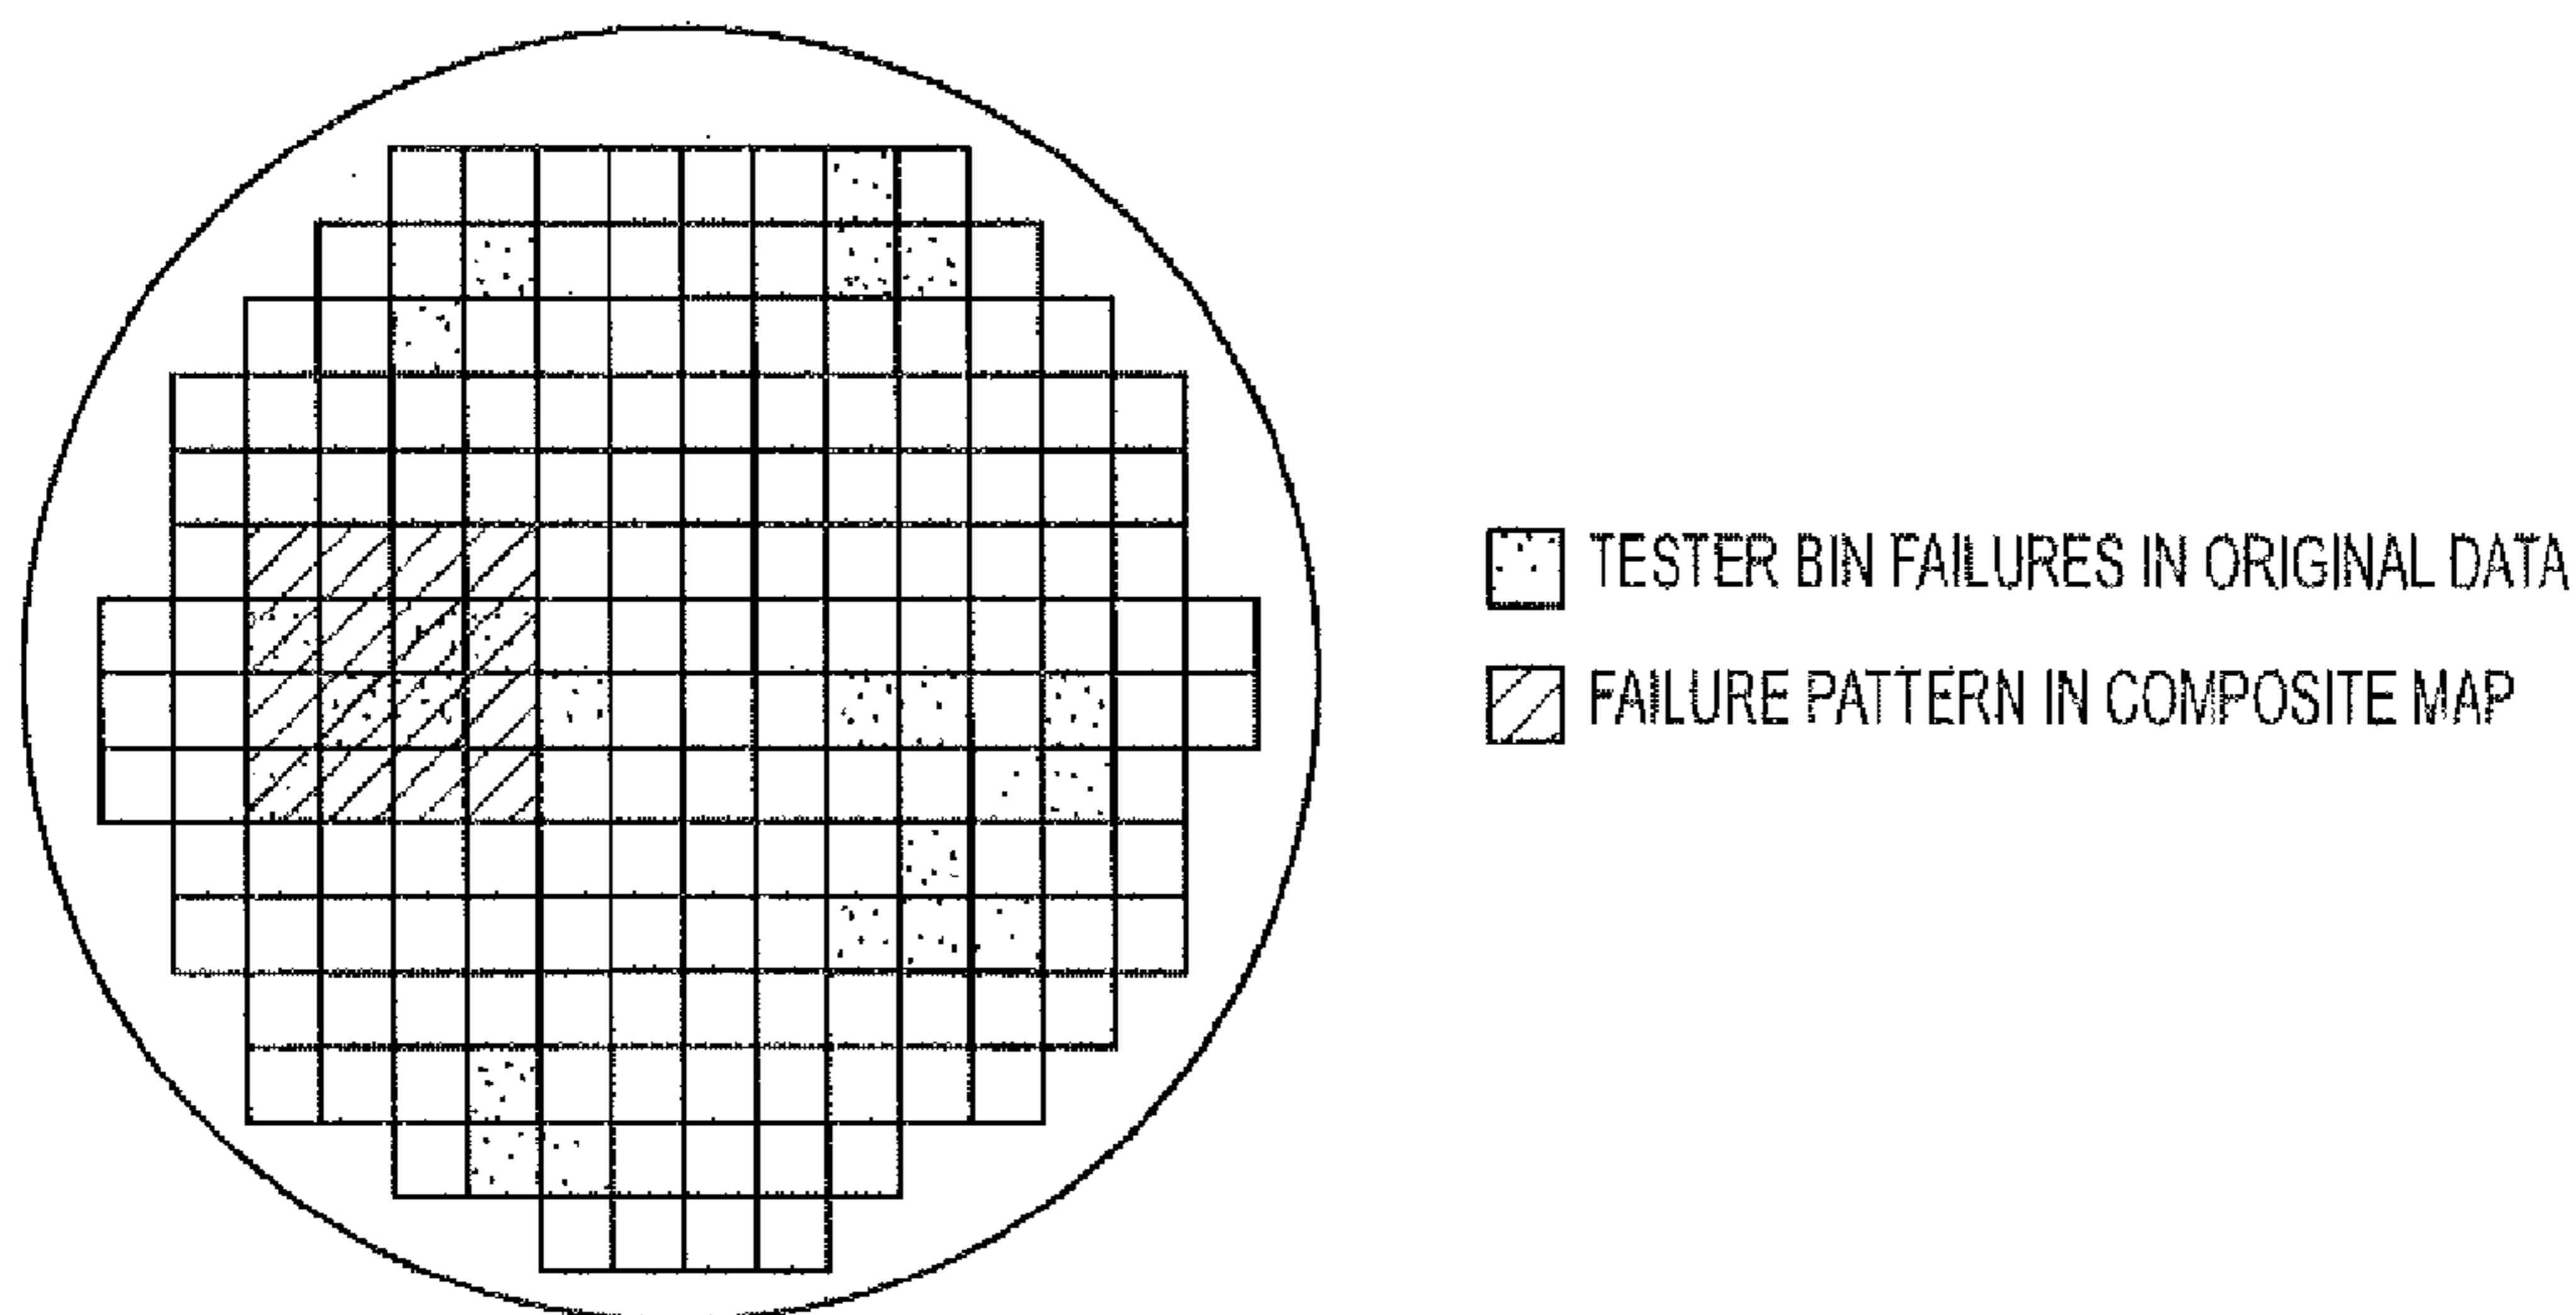 TESTER BIN FAILURES IN ORIGINAL DATA
FAILURE PATTERN IN COMPOSITE MAP